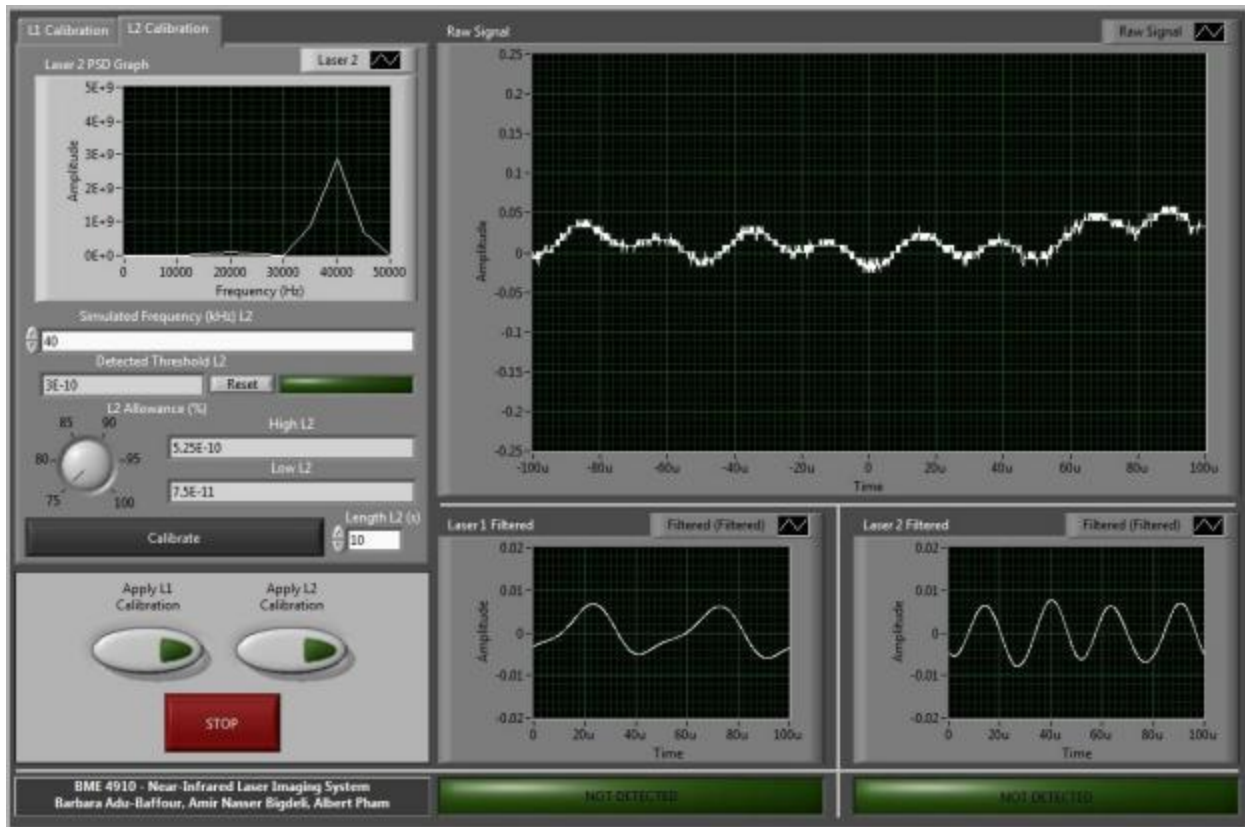 L1 Calibration
L2 Calibration
Laser 2 PSD Graph
Laser 2
5E+9
4E+9
3E+9
2E+9
1E+9
0E+0
Amplitude
0 10000 20000 30000 40000 50000
Frequency (Hz)
Simulated Frequency (kHz) L2
40
Detected Threshold L2
3E-10
Reset
L2 Allowance (%)
75 80 85 90 95 100
High L2
5.25E-10
Low L2
7.5E-11
Calibrate
Length L2 (s)
10
Apply L1
Calibration
Apply L2
Calibration
STOP
BME 4910 - Near-Infrared Laser Imaging System
Barbara Adu-Baffour, Amir Nasser Bigdeli, Albert Pham
Raw Signal
Raw Signal
0.25
0.2
0.15
0.1
0.05
0
-0.05
-0.1
-0.15
-0.2
-0.25
Amplitude
-100u -80u -60u -40u -20u 0 20u 40u 60u 80u 100u
Time
Laser 1 Filtered
Filtered (Filtered)
0.02
0.01
0
-0.01
-0.02
Amplitude
0 20u 40u 60u 80u 100u
Time
NOT DETECTED
Laser 2 Filtered
Filtered (Filtered)
0.02
0.01
0
-0.01
-0.02
Amplitude
0 20u 40u 60u 80u 100u
Time
NOT DETECTED